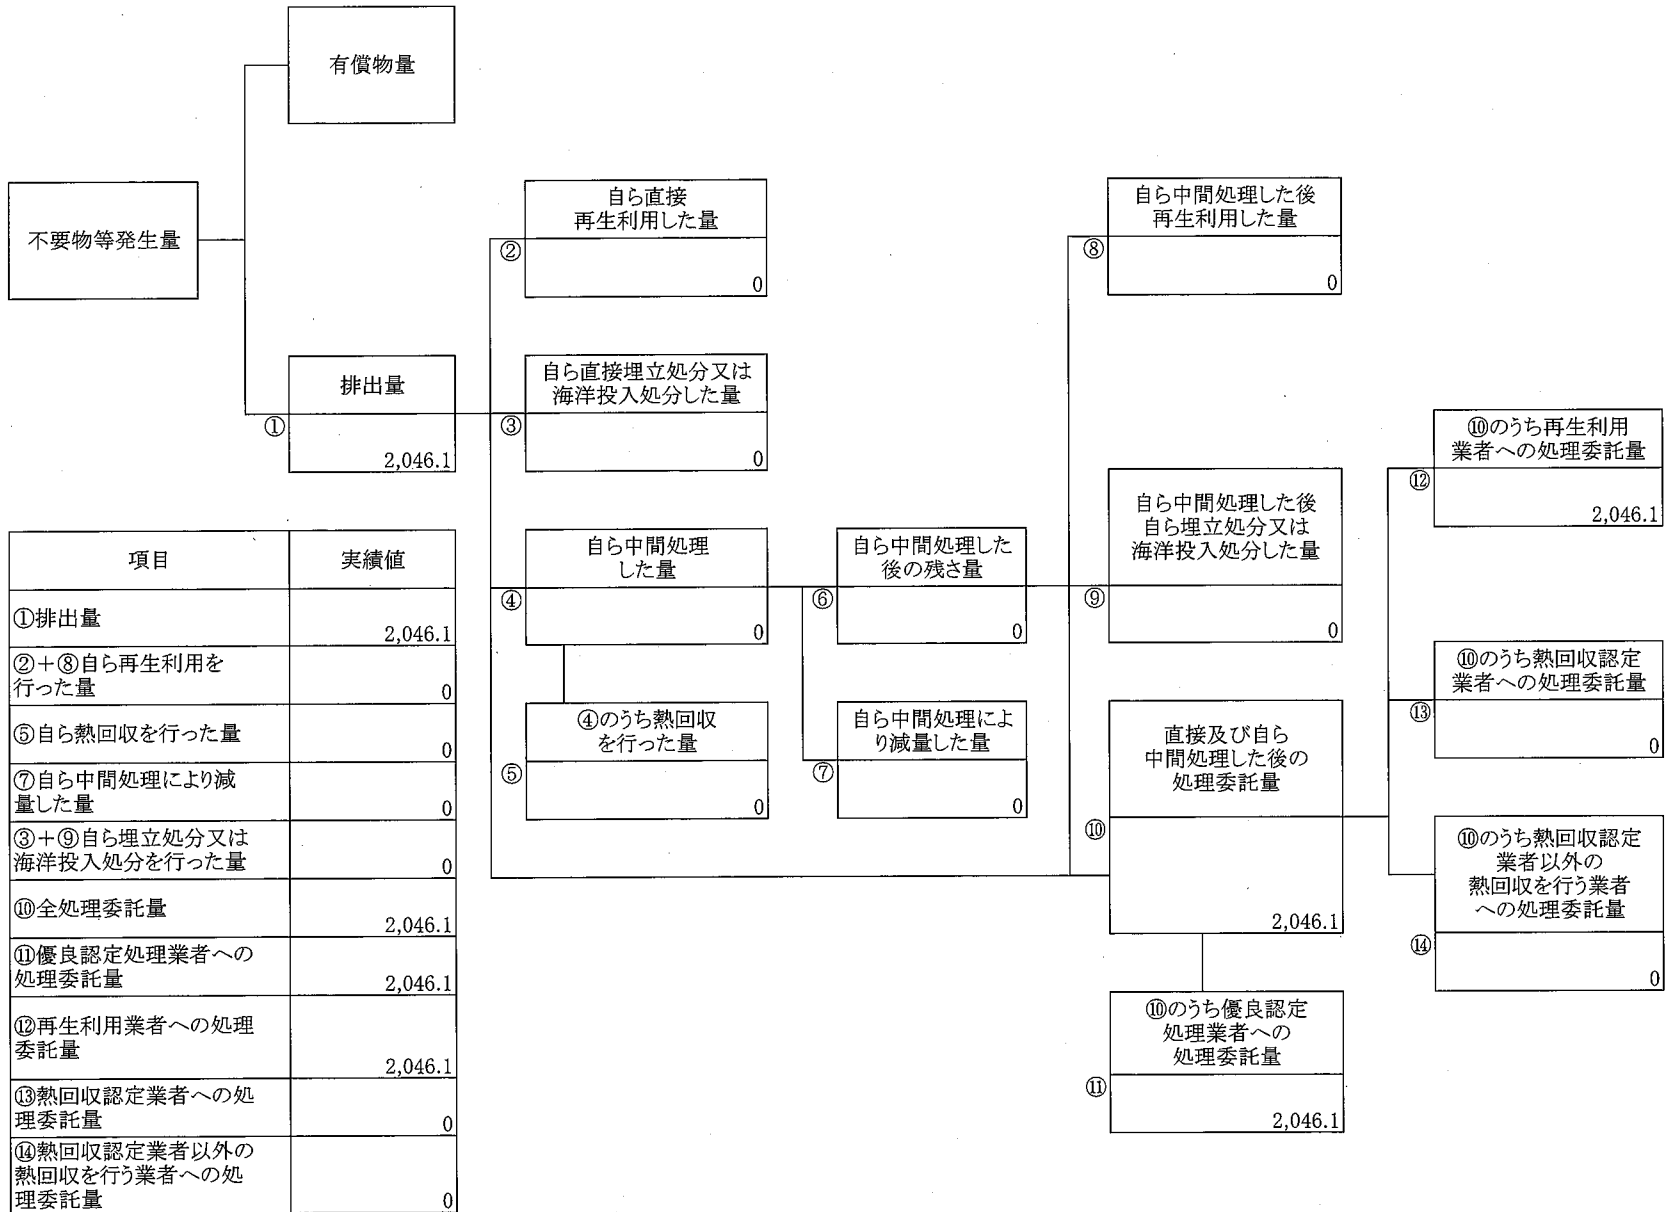 有償物量
不要物等発生量
排出量
①
2,046.1
自ら直接
再生利用した量
②
0
自ら直接埋立処分又は
海洋投入処分した量
③
0
自ら中間処理
した量
④
0
④のうち熱回収
を行った量
⑤
0
自ら中間処理した
後の残さ量
⑥
0
自ら中間処理によ
り減量した量
⑦
0
自ら中間処理した後
再生利用した量
⑧
0
自ら中間処理した後
自ら埋立処分又は
海洋投入処分した量
⑨
0
直接及び自ら
中間処理した後の
処理委託量
⑩
2,046.1
⑩のうち優良認定
処理業者への
処理委託量
⑪
2,046.1
⑩のうち再生利用
業者への処理委託量
⑫
2,046.1
⑩のうち熱回収認定
業者への処理委託量
⑬
0
⑩のうち熱回収認定
業者以外の
熱回収を行う業者
への処理委託量
⑭
0
項目 実績値
①排出量
2,046.1
②+⑧自ら再生利用を
行った量
0
⑤自ら熱回収を行った量
0
⑦自ら中間処理により減
量した量
0
③+⑨自ら埋立処分又は
海洋投入処分を行った量
0
⑩全処理委託量
2,046.1
⑪優良認定処理業者への
処理委託量
2,046.1
⑫再生利用業者への処理
委託量
2,046.1
⑬熱回収認定業者への処
理委託量
0
⑭熱回収認定業者以外の
熱回収を行う業者への処
理委託量
0